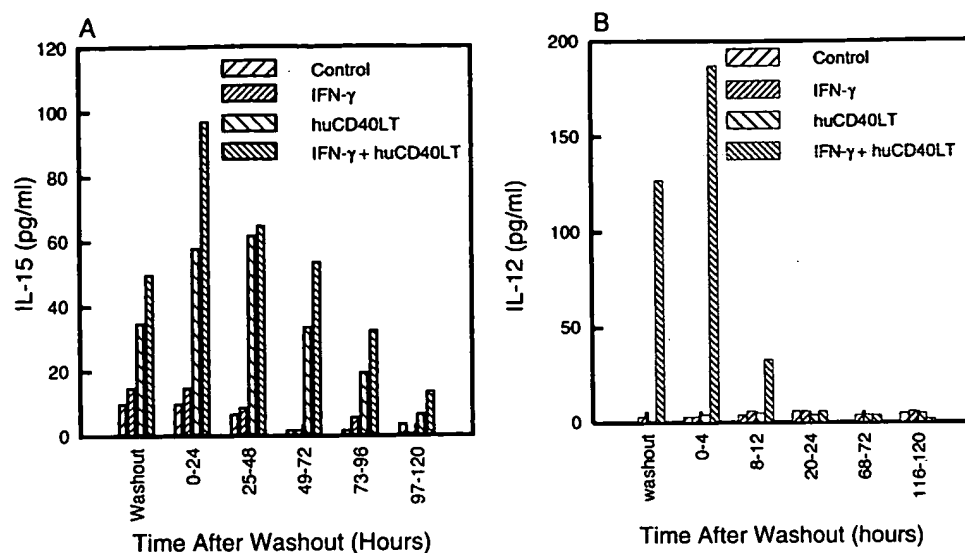 A
120
100
80
60
40
20
0
IL-15 (pg/ml)
Control
IFN-γ
huCD40LT
IFN-γ + huCD40LT
Washout
0-24
25-48
49-72
73-96
97-120
Time After Washout (Hours)
B
200
150
100
50
0
IL-12 (pg/ml)
Control
IFN-γ
huCD40LT
IFN-γ + huCD40LT
washout
0-4
8-12
20-24
68-72
116-120
Time After Washout (hours)